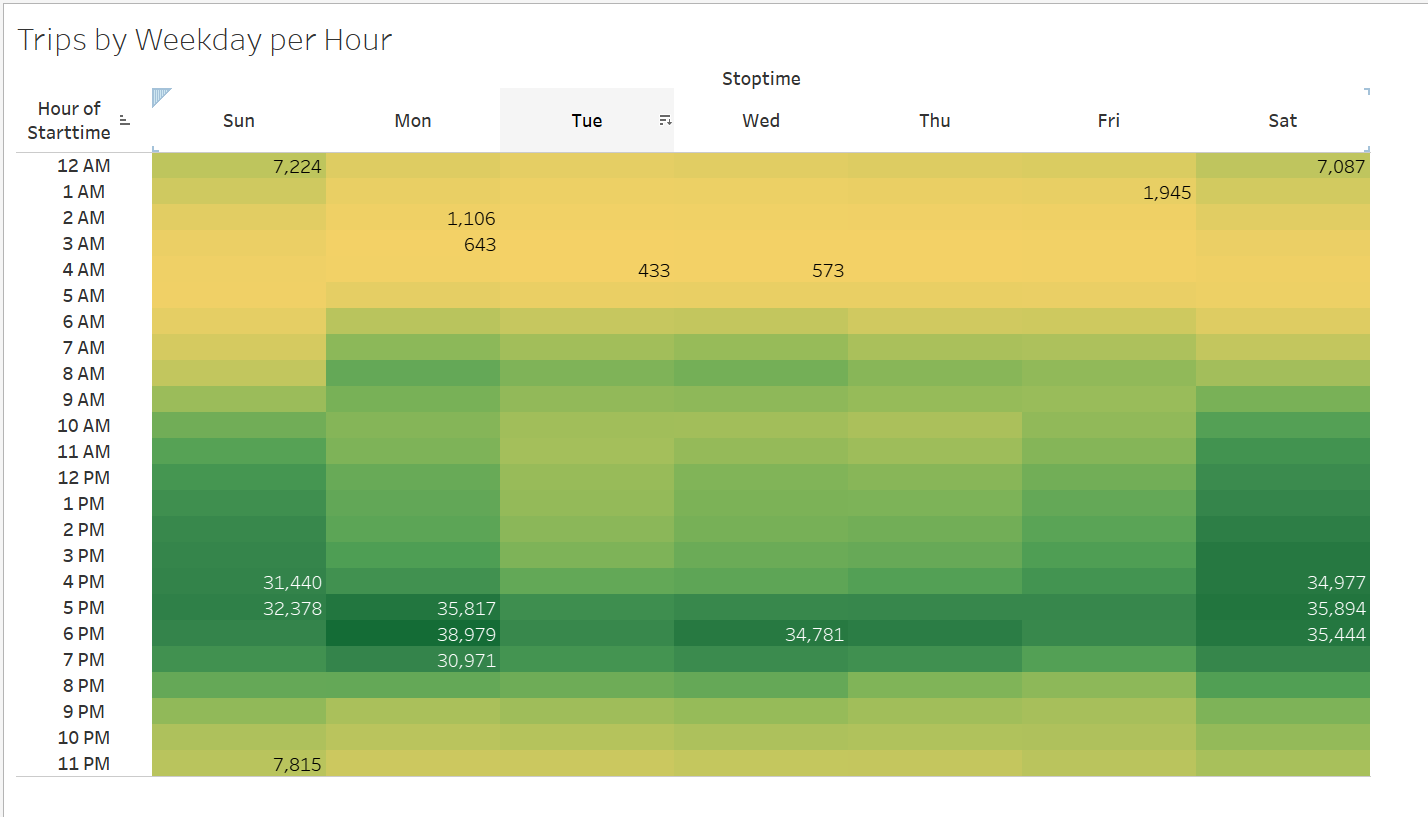 Trips by Weekday per Hour
Stoptime
Hour of
Starttime
Sun Mon Tue Wed Thu Fri Sat
12 AM 7,224 7,087
1 AM 1,945
2 AM 1,106
3 AM 643
4 AM 433 573
5 AM
6 AM
7 AM
8 AM
9 AM
10 AM
11 AM
12 PM
1 PM
2 PM
3 PM
4 PM 31,440 34,977
5 PM 32,378 35,817 35,894
6 PM 38,979 34,781 35,444
7 PM 30,971
8 PM
9 PM
10 PM
11 PM 7,815